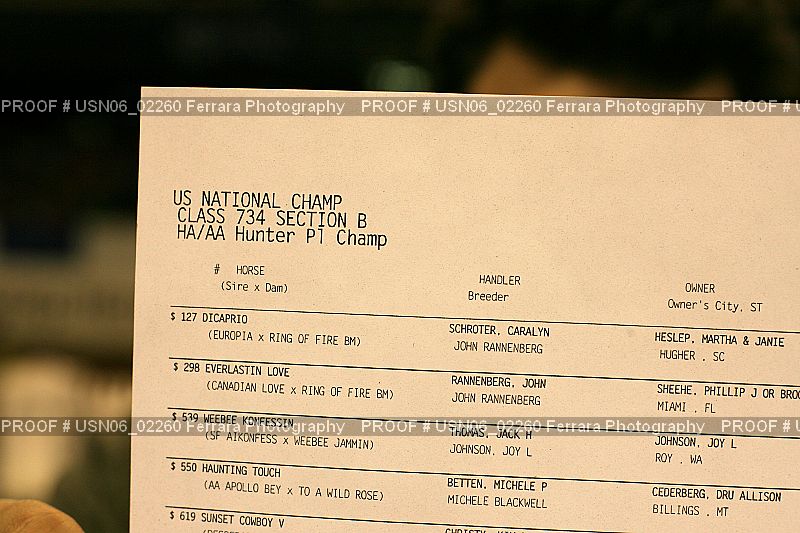 PROOF # USN06_02260 Ferrara Photography PROOF # USN06_02260 Ferrara Photography PROOF # U
US NATIONAL CHAMP
CLASS 734 SECTION B
HA/AA Hunter Pl Champ
# HORSE HANDLER OWNER
(Sire x Dam) Breeder Owner's City, ST
$ 127 DICAPRIO SCHROTER, CARALYN HESLEP, MARTHA & JANIE
(EUROPIA x RING OF FIRE BM) JOHN RANNENBERG HUGHER , SC
$ 298 EVERLASTIN LOVE RANNENBERG, JOHN SHEEHE, PHILLIP J OR BROO
(CANADIAN LOVE x RING OF FIRE BM) JOHN RANNENBERG MIAMI , FL
PROOF # USN06_02260 Ferrara Photography PROOF # USN06_02260 Ferrara Photography PROOF # U
$ 539 WEEBEE KONFESSIN THOMAS, JACK H JOHNSON, JOY L
(SF AIKONFESS x WEEBEE JAMMIN) JOHNSON, JOY L ROY , WA
$ 550 HAUNTING TOUCH BETTEN, MICHELE P CEDERBERG, DRU ALLISON
(AA APOLLO BEY x TO A WILD ROSE) MICHELE BLACKWELL BILLINGS , MT
$ 619 SUNSET COWBOY V